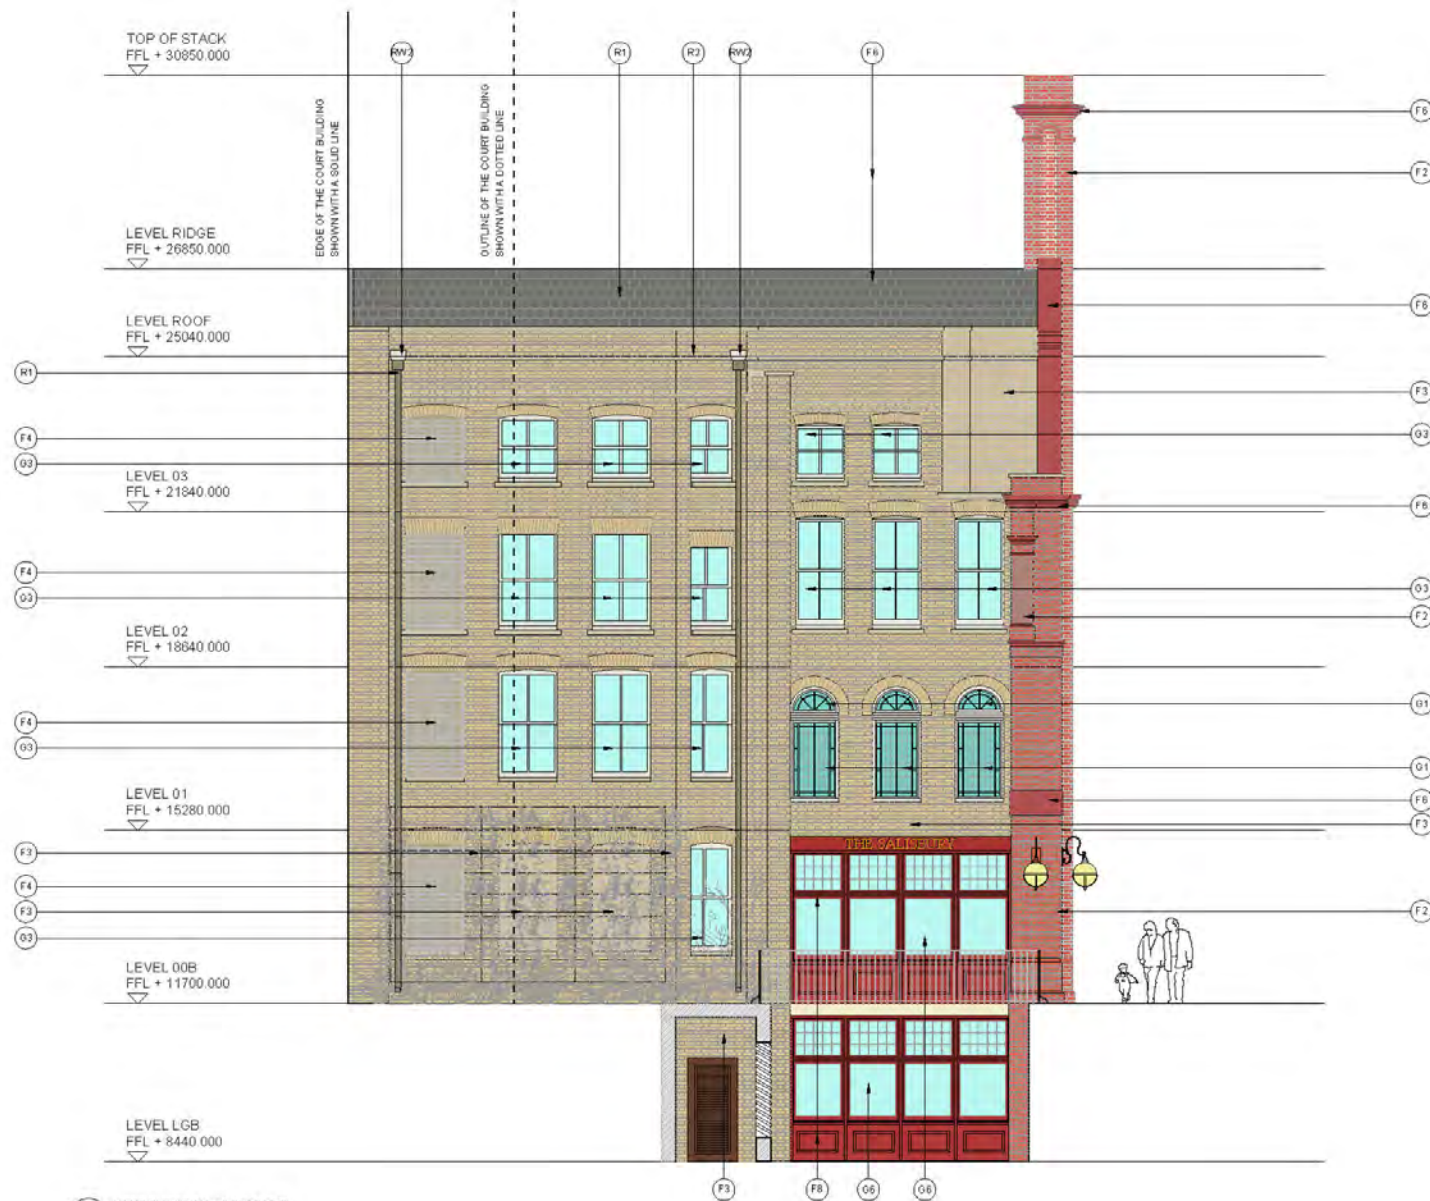 TOP OF STACK
FFL + 30850.000
RW2
R1
R2
RW2
F6
EDGE OF THE COURT BUILDING
SHOWN WITH A SOLID LINE
OUTLINE OF THE COURT BUILDING
SHOWN WITH A DOTTED LINE
F6
F2
LEVEL RIDGE
FFL + 26850.000
F6
LEVEL ROOF
FFL + 25040.000
R1
F3
F4
G3
G3
LEVEL 03
FFL + 21840.000
F6
F4
G3
G3
F2
LEVEL 02
FFL + 18640.000
G1
F4
G3
G1
LEVEL 01
FFL + 15280.000
F6
F3
THE SALISBURY
F3
F4
F3
F2
G3
LEVEL 00B
FFL + 11700.000
LEVEL LGB
FFL + 8440.000
F3
F8
G6
G6